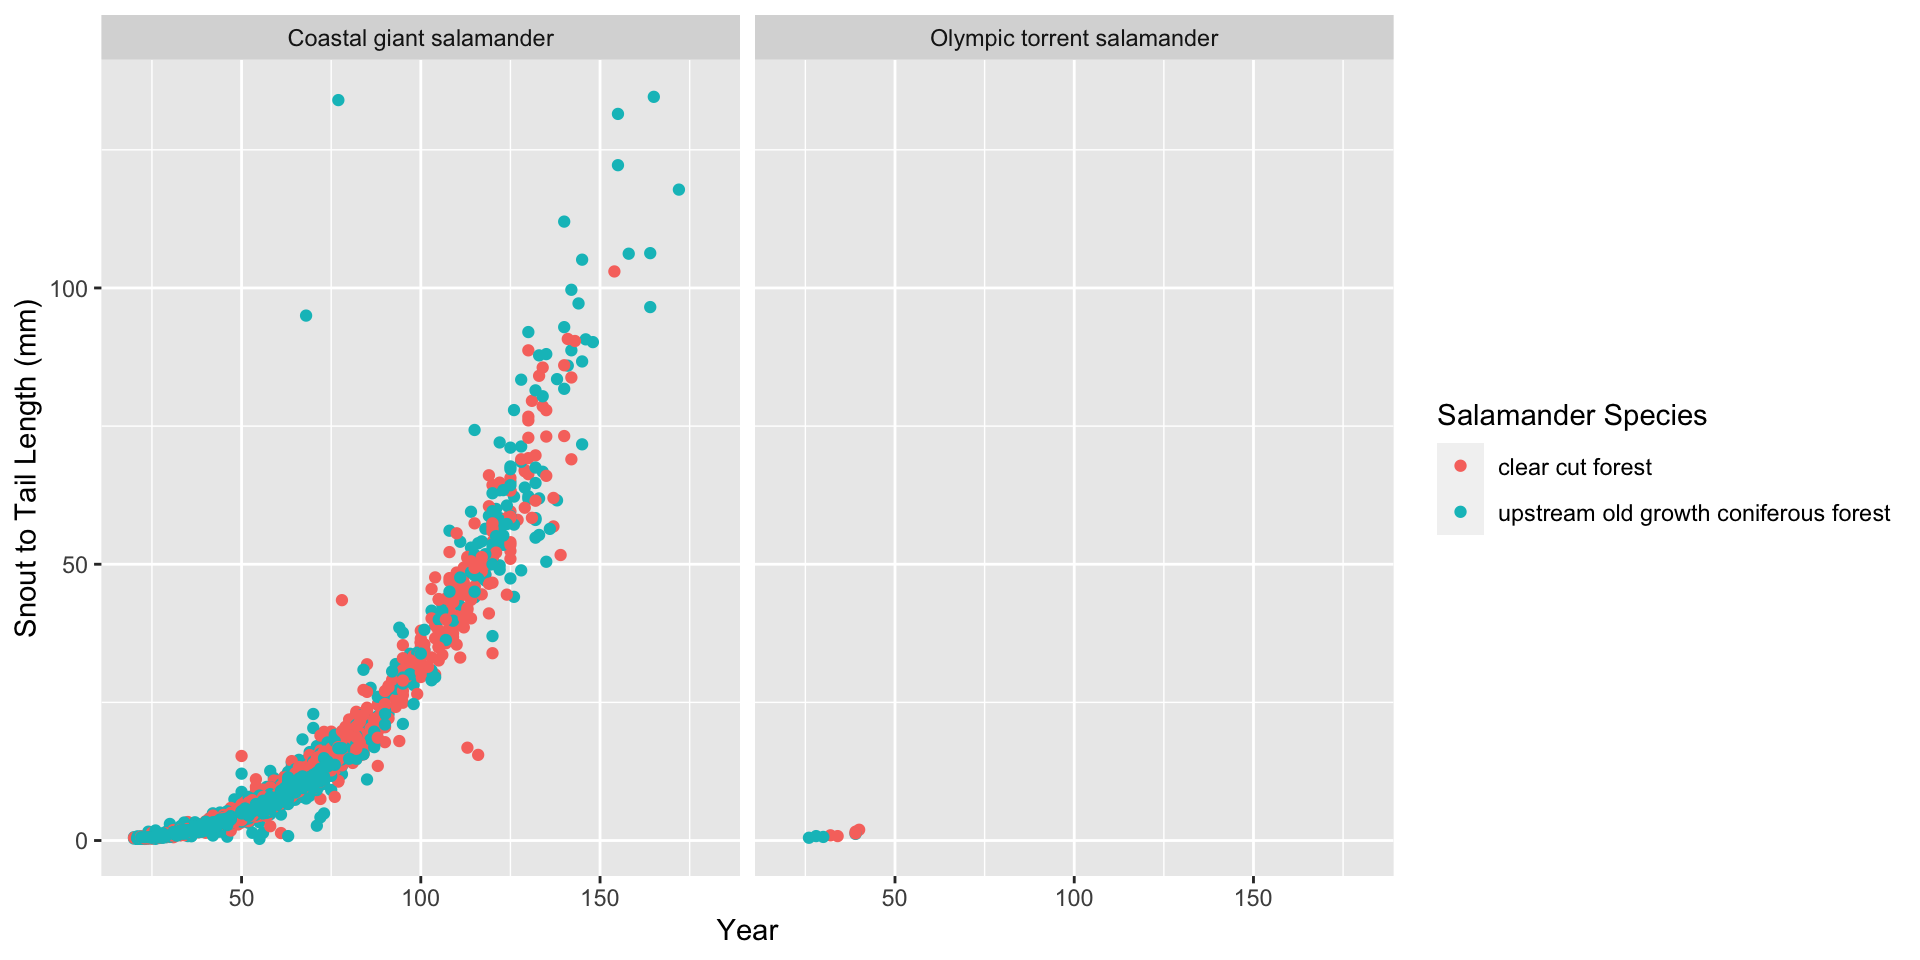 Coastal giant salamander
Olympic torrent salamander
Snout to Tail Length (mm)
100
50
0
50
100
150
50
100
150
Year
Salamander Species
clear cut forest
upstream old growth coniferous forest